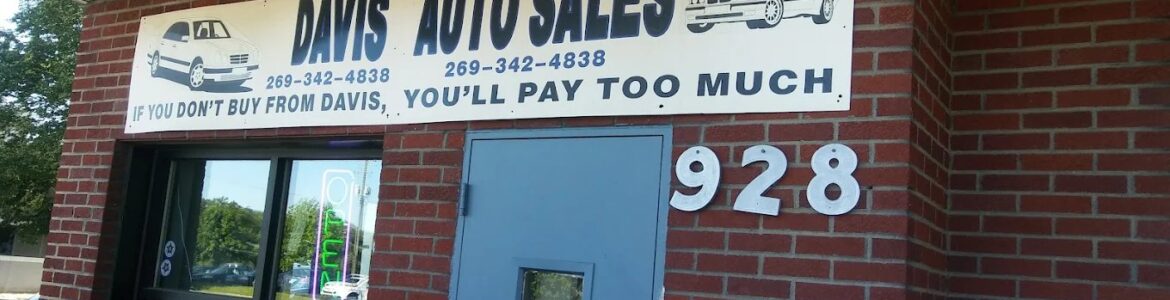 DAVIS AUTO SALES
269-342-4838 269-342-4838
IF YOU DON'T BUY FROM DAVIS, YOU'LL PAY TOO MUCH
928
OPEN